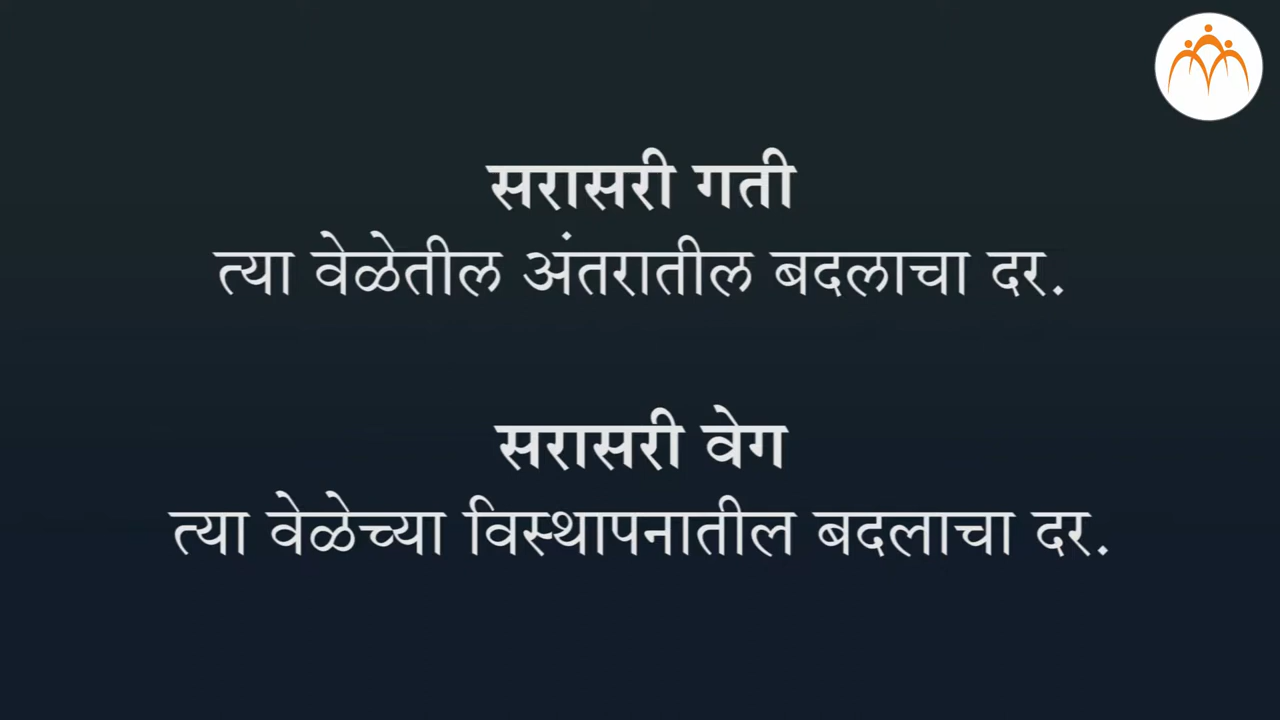 सरासरी गती
त्या वेळेतील अंतरातील बदलाचा दर.
सरासरी वेग
त्या वेळेच्या विस्थापनातील बदलाचा दर.